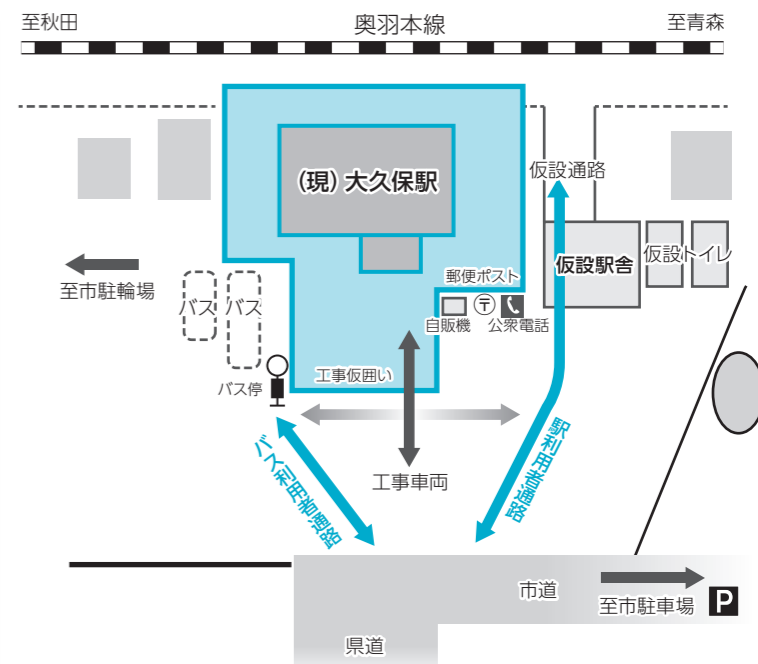 至秋田
奥羽本線
至青森
(現)大久保駅
仮設通路
仮設駅舎
仮設トイレ
至市駐輪場
バス
バス
郵便ポスト
〒
自販機
公衆電話
工事仮囲い
バス停
バス利用者通路
駅利用者通路
工事車両
市道
至市駐車場
P
県道